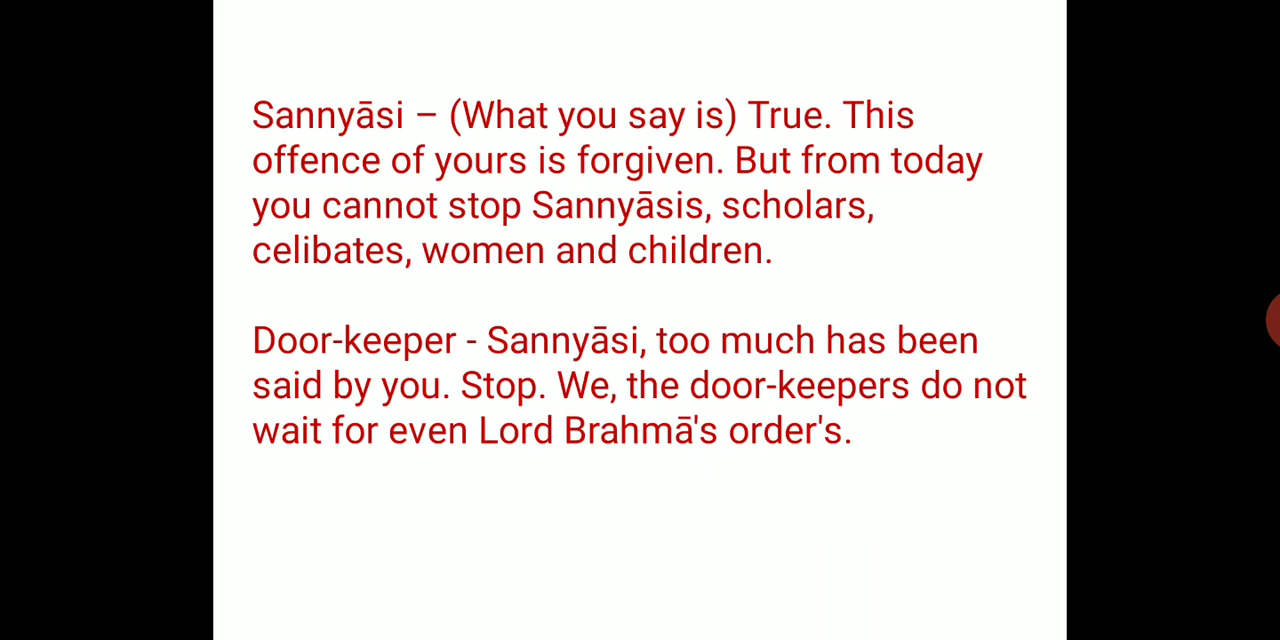 Sannyāsi – (What you say is) True. This
offence of yours is forgiven. But from today
you cannot stop Sannyāsis, scholars,
celibates, women and children.
Door-keeper - Sannyāsi, too much has been
said by you. Stop. We, the door-keepers do not
wait for even Lord Brahmā's order's.